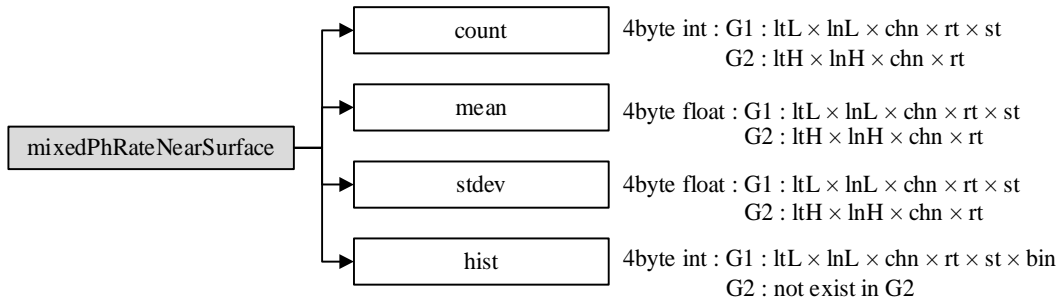 count
4byte int : G1 : ltL × lnL × chn × rt × st
G2 : ltH × lnH × chn × rt
mean
4byte float : G1 : ltL × lnL × chn × rt × st
G2 : ltH × lnH × chn × rt
mixedPhRateNearSurface
stdev
4byte float : G1 : ltL × lnL × chn × rt × st
G2 : ltH × lnH × chn × rt
hist
4byte int : G1 : ltL × lnL × chn × rt × st × bin
G2 : not exist in G2